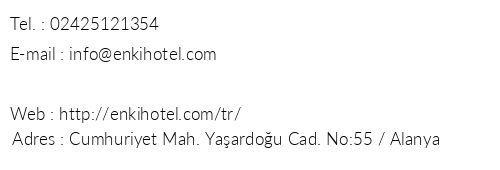 Tel. : 02425121354
E-mail : info@enkihotel.com
Web : http://enkihotel.com/tr/
Adres : Cumhuriyet Mah. Yaşardoğu Cad. No:55 / Alanya